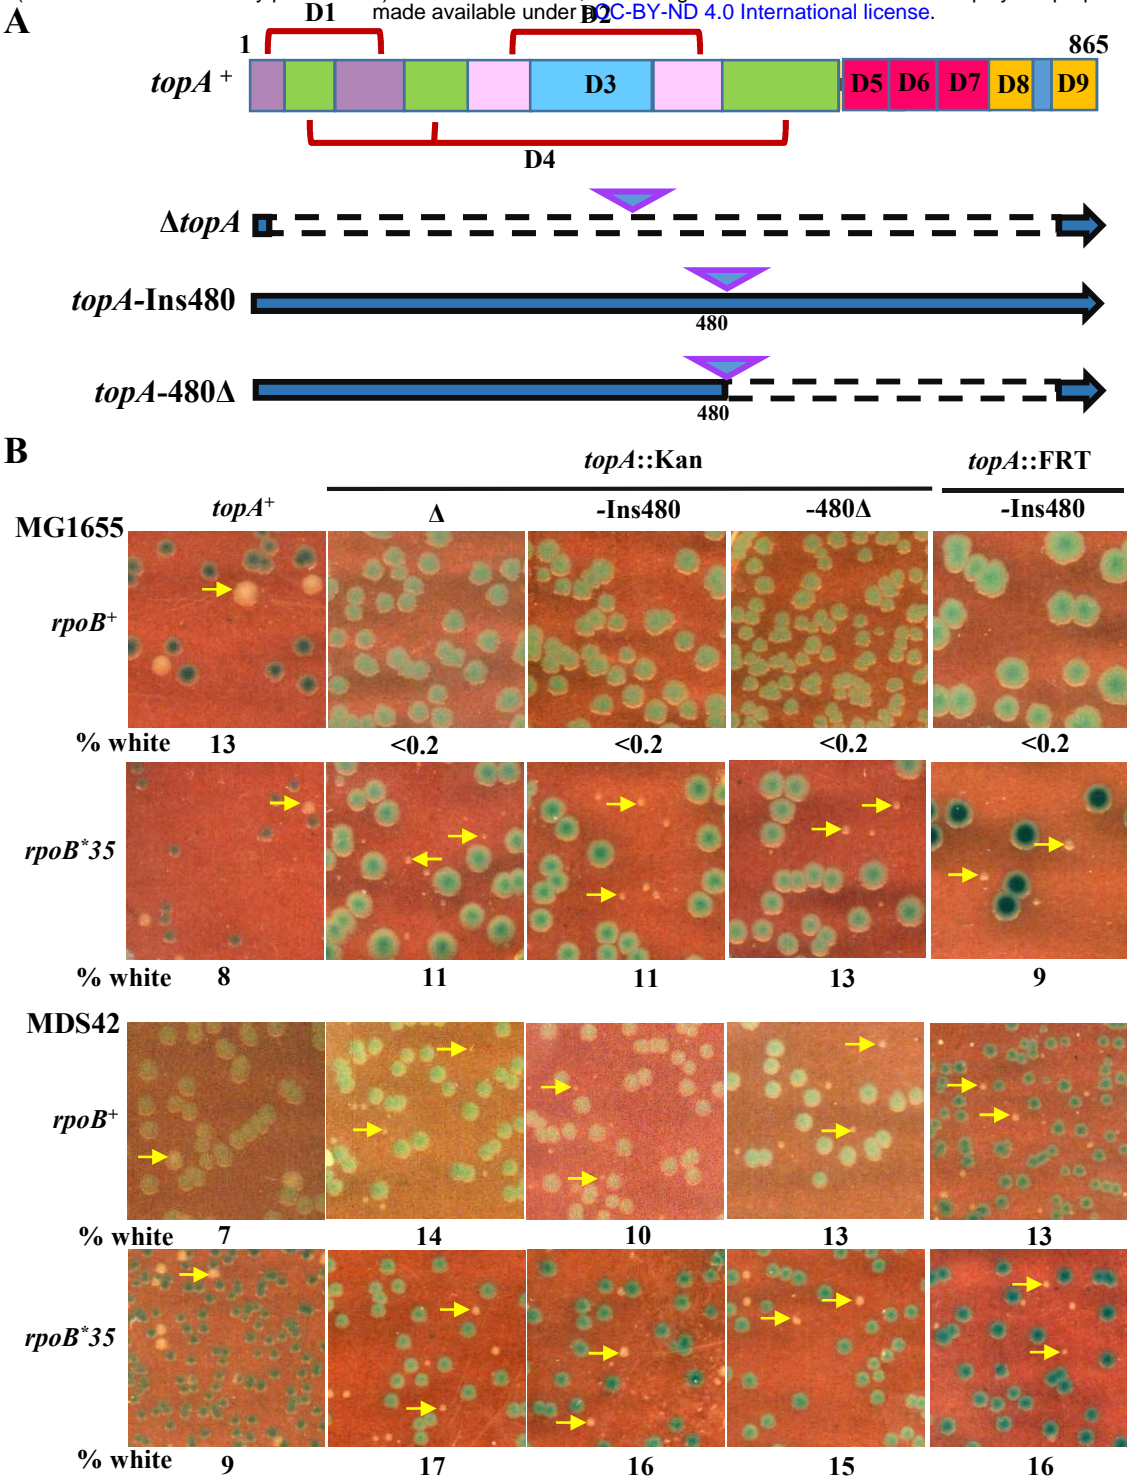 made available under aCC-BY-ND 4.0 International license.
A
D1
D2
1
865
topA +
D3
D5 D6 D7 D8 D9
D4
ΔtopA
topA-Ins480
480
topA-480Δ
480
B
topA::Kan
topA::FRT
topA+
Δ
-Ins480
-480Δ
-Ins480
MG1655
rpoB+
% white 13 <0.2 <0.2 <0.2 <0.2
rpoB*35
% white 8 11 11 13 9
MDS42
rpoB+
% white 7 14 10 13 13
rpoB*35
% white 9 17 16 15 16